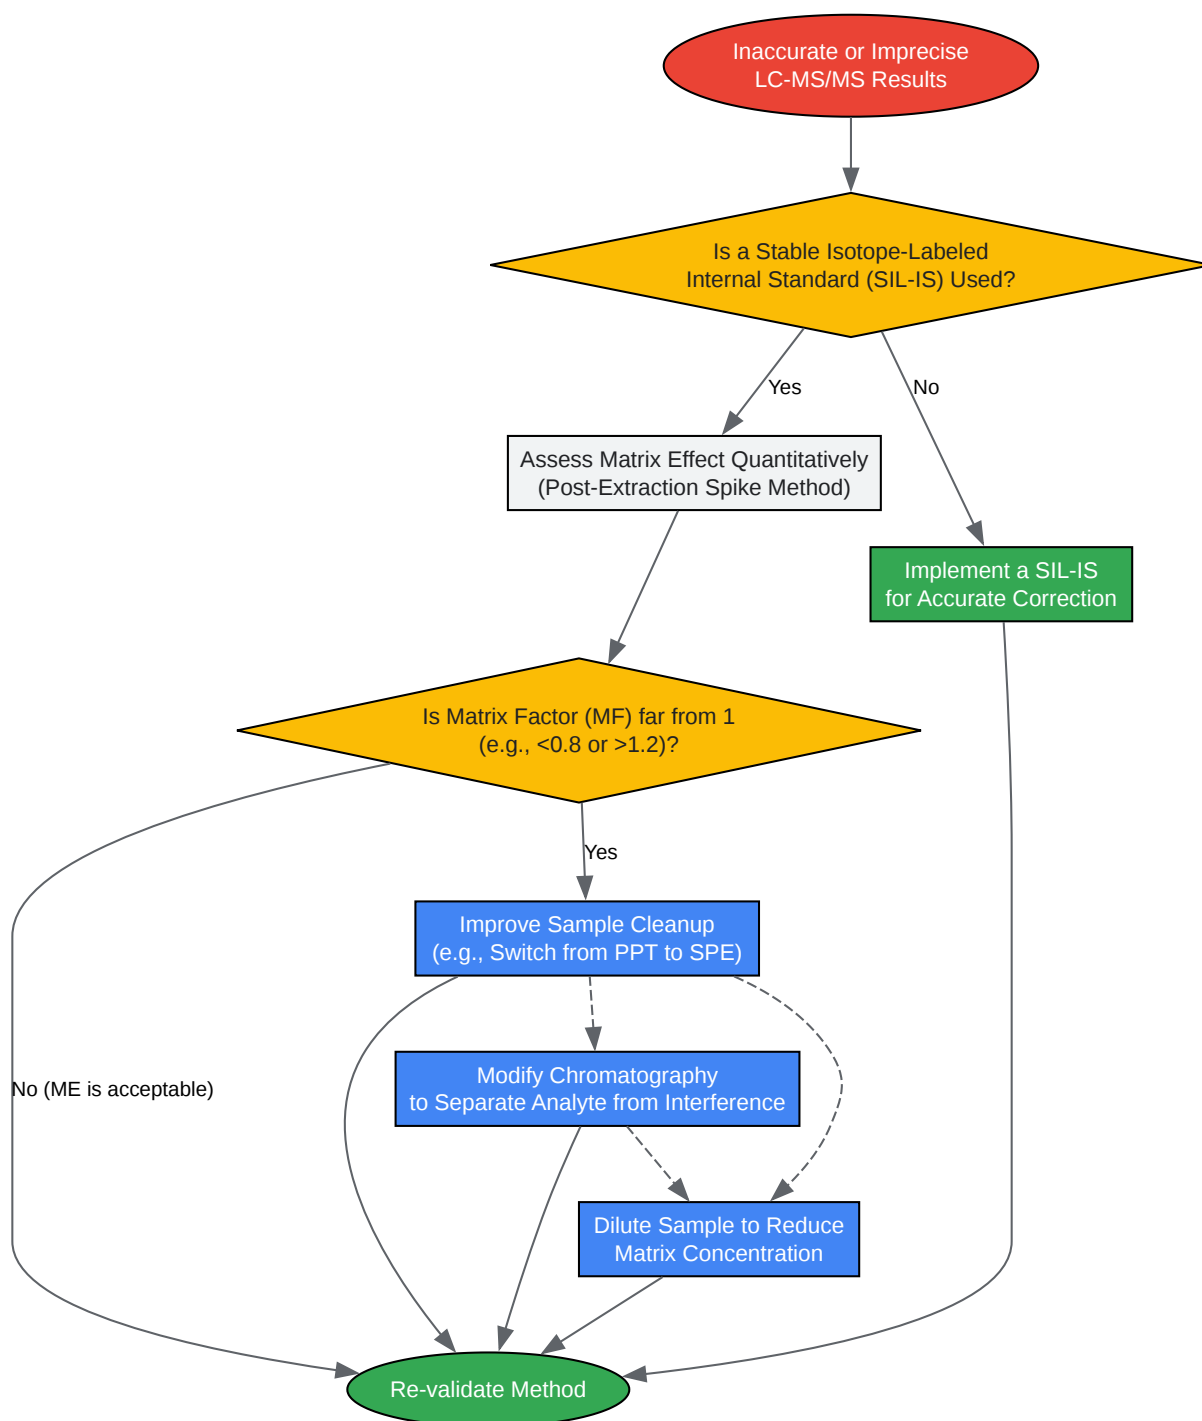 Inaccurate or Imprecise
LC-MS/MS Results
Is a Stable Isotope-Labeled
Internal Standard (SIL-IS) Used?
Yes
No
Assess Matrix Effect Quantitatively
(Post-Extraction Spike Method)
Implement a SIL-IS
for Accurate Correction
Is Matrix Factor (MF) far from 1
(e.g., <0.8 or >1.2)?
Yes
Improve Sample Cleanup
(e.g., Switch from PPT to SPE)
Modify Chromatography
to Separate Analyte from Interference
No (ME is acceptable)
Dilute Sample to Reduce
Matrix Concentration
Re-validate Method